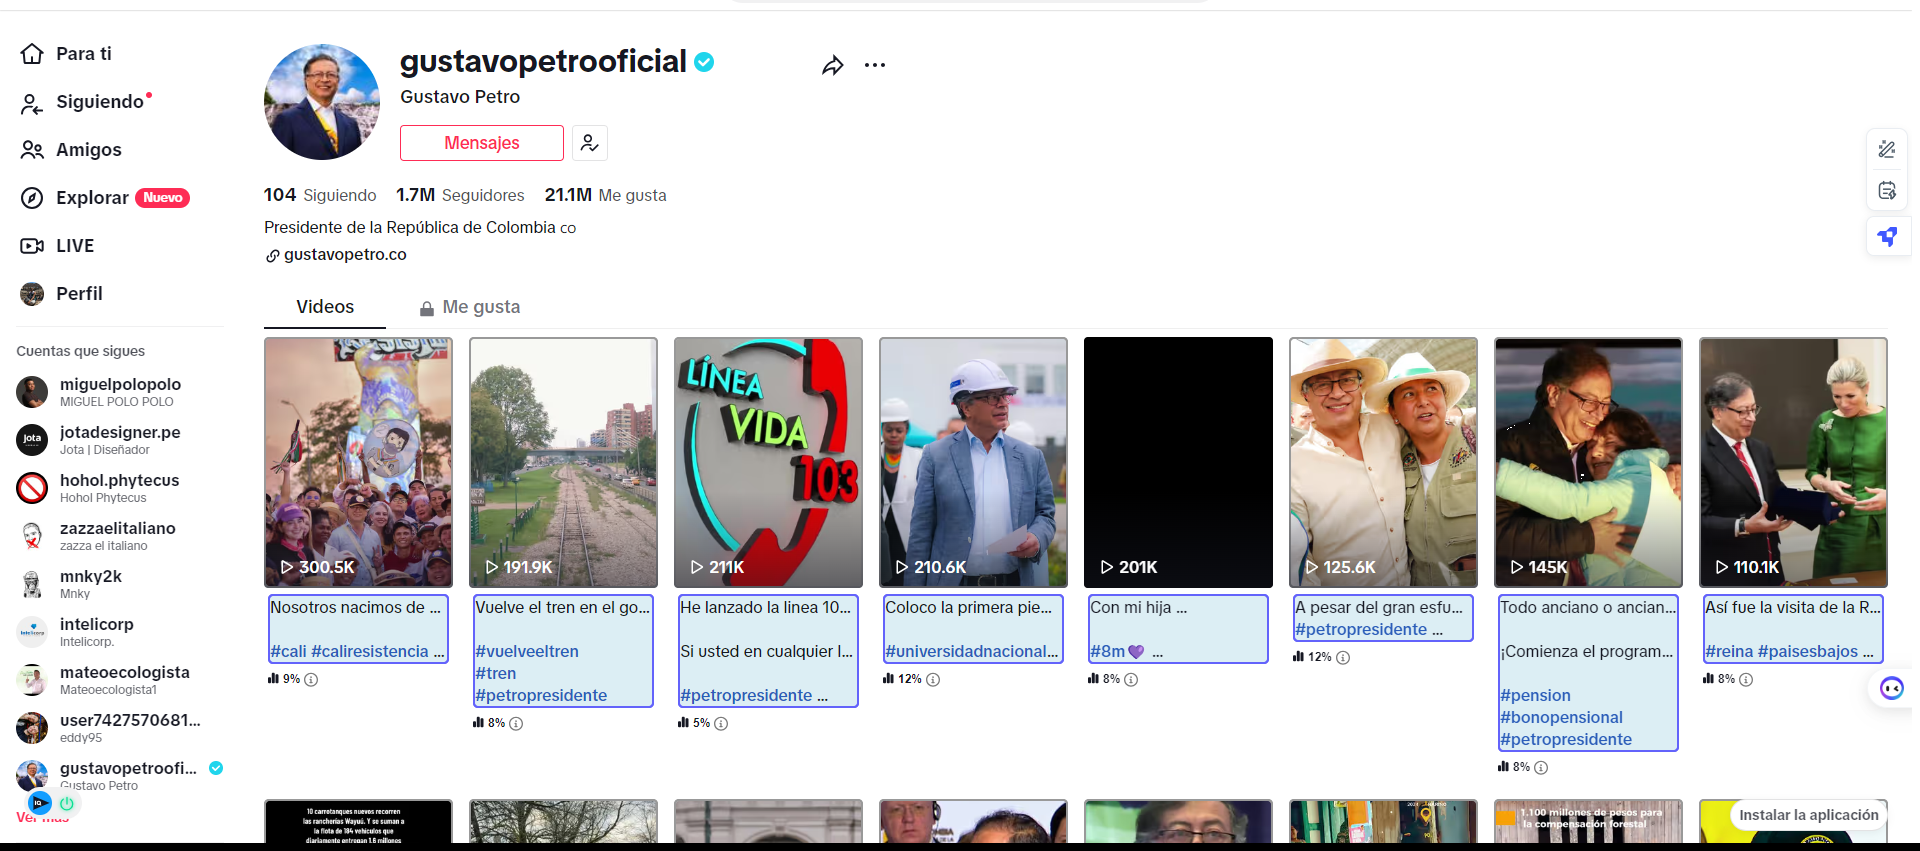 Para ti
Siguiendo
Amigos
Explorar Nuevo
LIVE
Perfil
Cuentas que sigues
miguelpolopolo
MIGUEL POLO POLO
jotadesigner.pe
Jota | Diseñador
hohol.phytecus
Hohol Phytecus
zazzaelitaliano
zazza el italiano
mnky2k
Mnky
intelicorp
Intelicorp.
mateoecologista
Mateoecologista1
user7427570681...
eddy95
gustavopetroofi...
Gustavo Petro
Ver más
gustavopetrooficial
Gustavo Petro
Mensajes
104 Siguiendo 1.7M Seguidores 21.1M Me gusta
Presidente de la República de Colombia co
gustavopetro.co
Videos Me gusta
300.5K
Nosotros nacimos de ...
#cali #caliresistencia ...
9%
191.9K
Vuelve el tren en el go...
#vuelveeltren
#tren
#petropresidente
8%
LÍNEA
VIDA
103
211K
He lanzado la linea 10...
Si usted en cualquier l...
#petropresidente ...
5%
210.6K
Coloco la primera pie...
#universidadnacional...
12%
201K
Con mi hija ...
#8m💜 ...
8%
125.6K
A pesar del gran esfu...
#petropresidente ...
12%
145K
Todo anciano o ancian...
¡Comienza el program...
#pension
#bonopensional
#petropresidente
8%
110.1K
Así fue la visita de la R...
#reina #paisesbajos ...
8%
10 carrotanques nuevos recorren
las rancherías Wayuú. Y se suman a
la flota de 184 vehículos que
diariamente entregan 1.6 millones
1.100 millones de pesos para
la compensación forestal
Instalar la aplicación